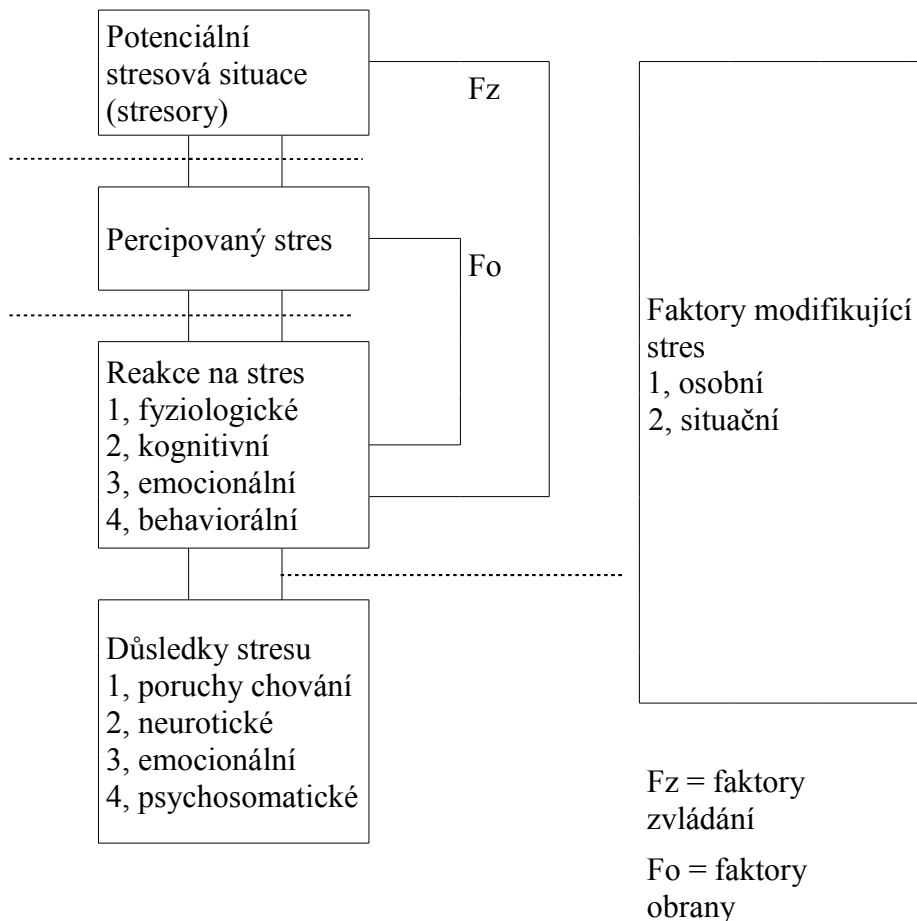 Potenciální
stresová situace
(stresory)
Fz
Percipovaný stres
Fo
Reakce na stres
1, fyziologické
2, kognitivní
3, emocionální
4, behaviorální
Důsledky stresu
1, poruchy chování
2, neurotické
3, emocionální
4, psychosomatické
Faktory modifikující
stres
1, osobní
2, situační
Fz = faktory
zvládání
Fo = faktory
obrany